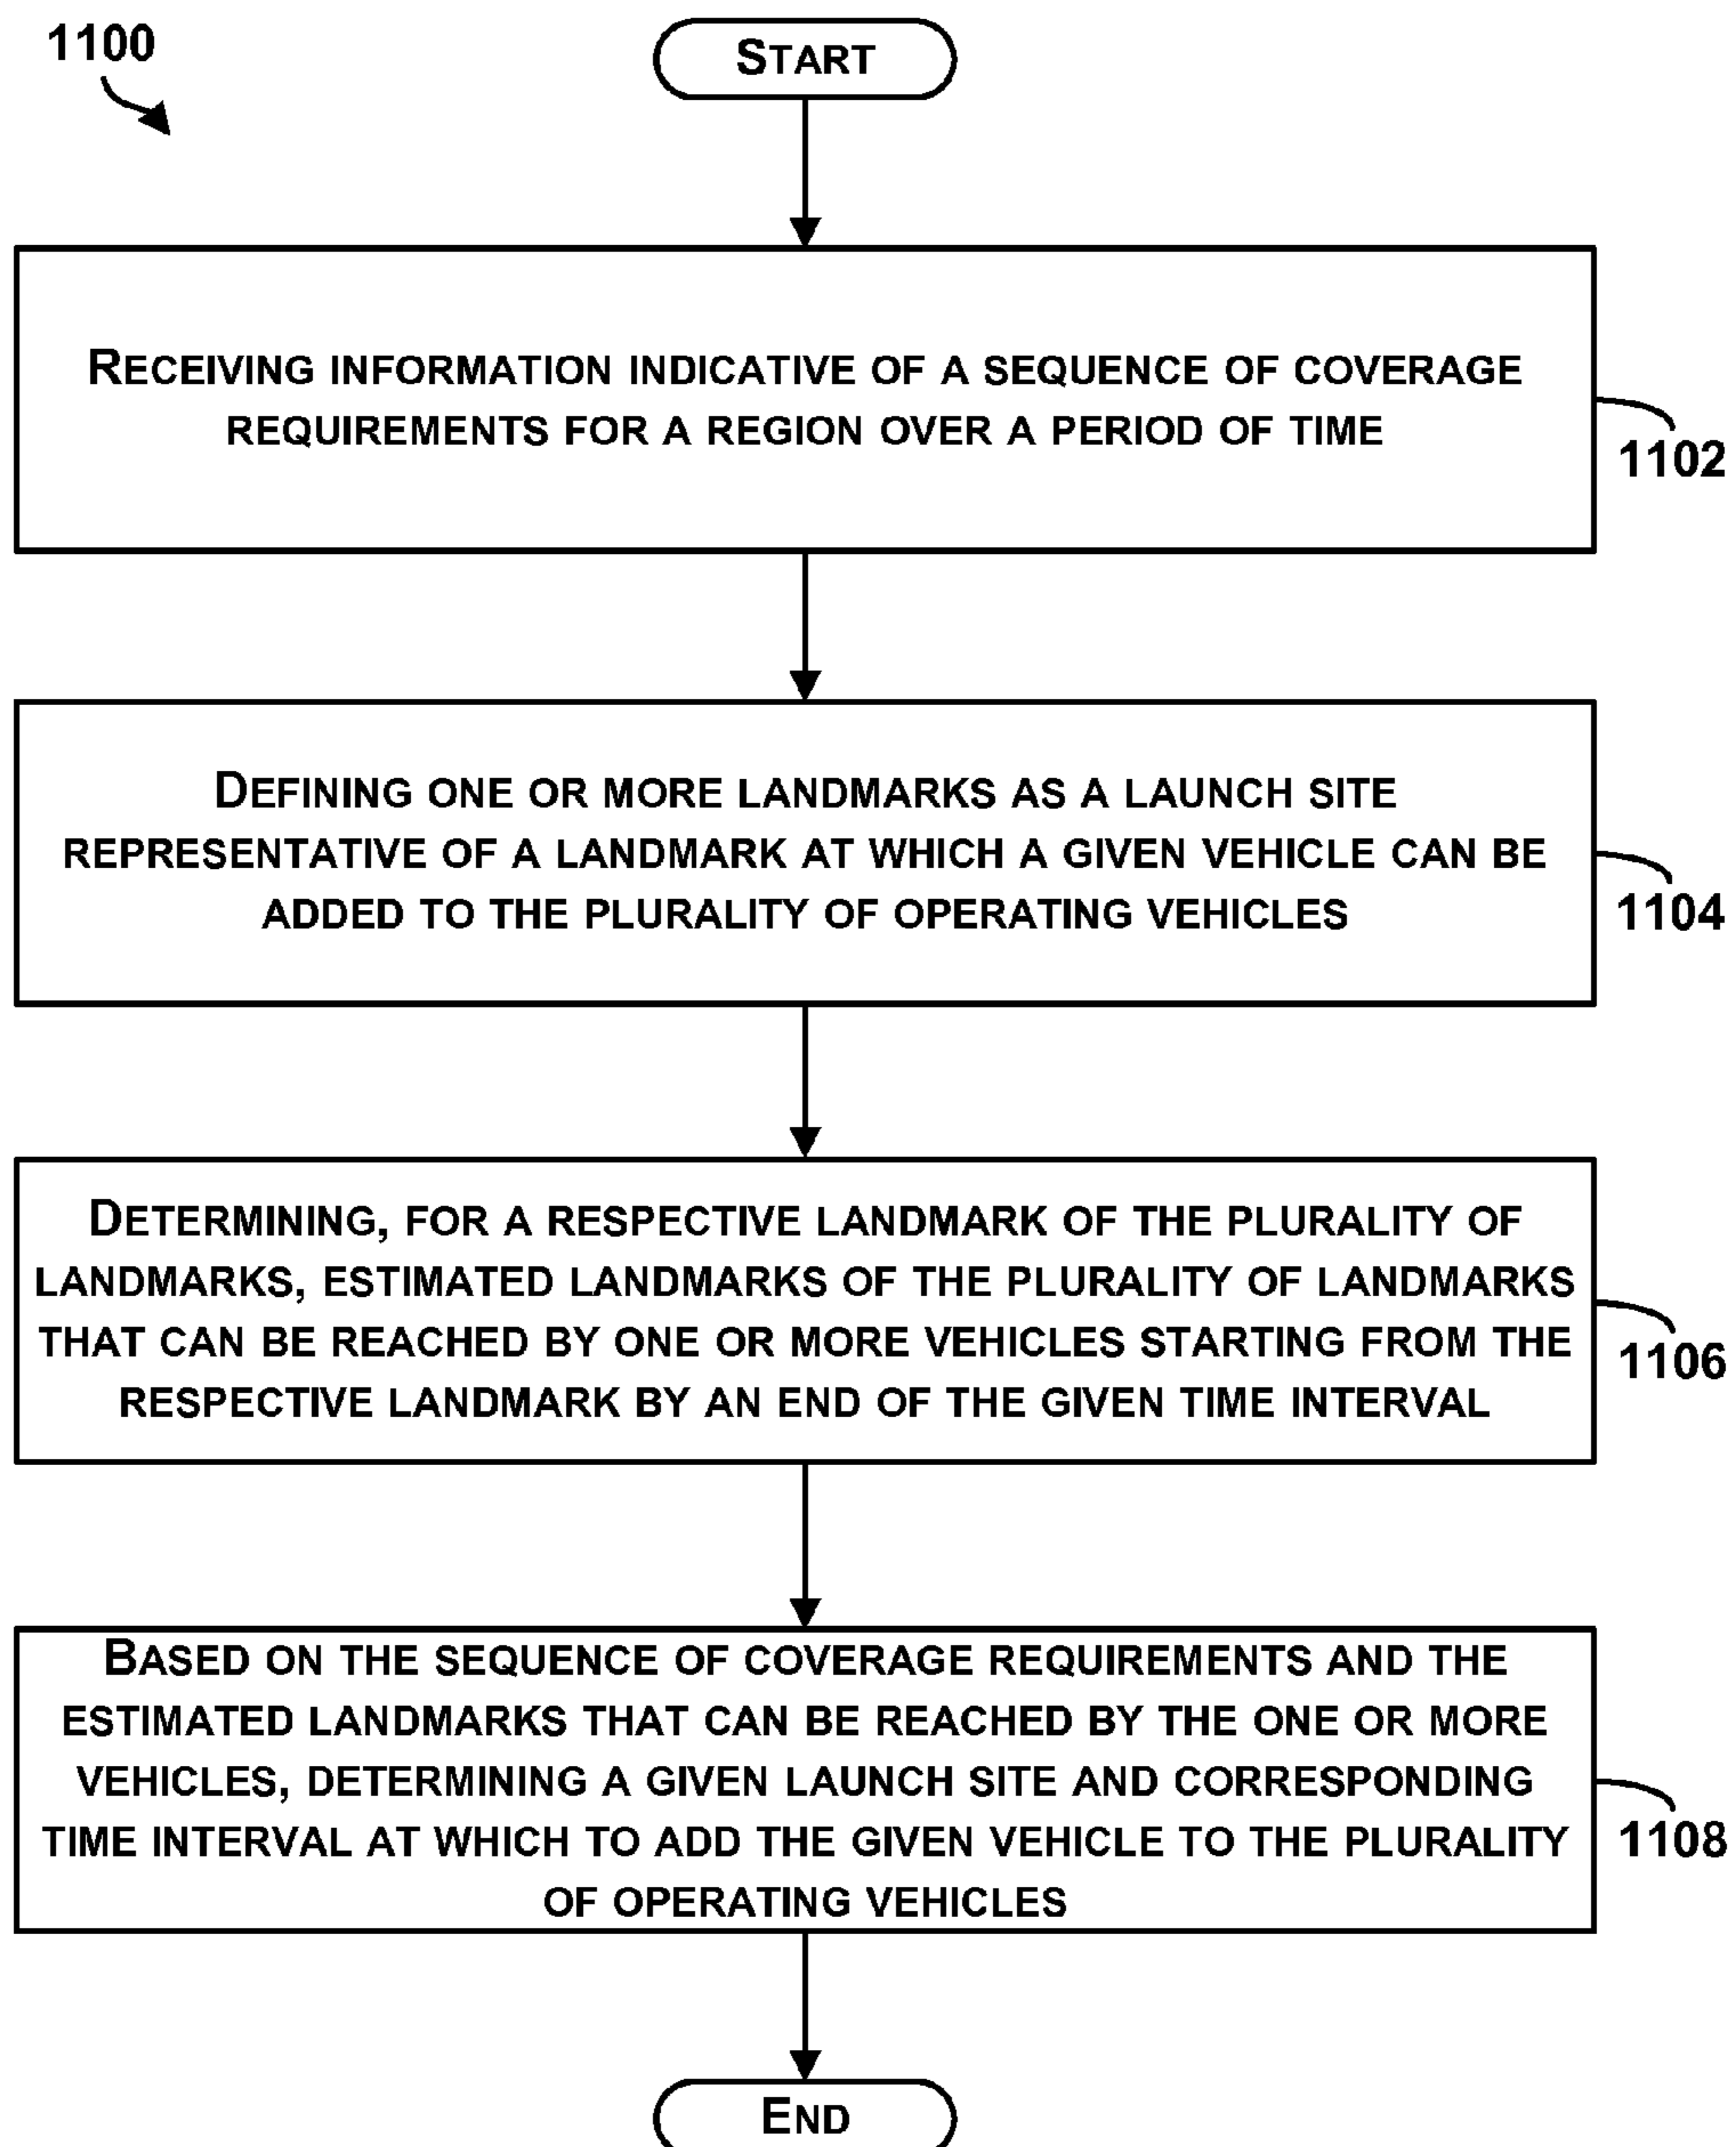 1100
START
RECEIVING INFORMATION INDICATIVE OF A SEQUENCE OF COVERAGE
REQUIREMENTS FOR A REGION OVER A PERIOD OF TIME
1102
DEFINING ONE OR MORE LANDMARKS AS A LAUNCH SITE
REPRESENTATIVE OF A LANDMARK AT WHICH A GIVEN VEHICLE CAN BE
ADDED TO THE PLURALITY OF OPERATING VEHICLES
1104
DETERMINING, FOR A RESPECTIVE LANDMARK OF THE PLURALITY OF
LANDMARKS, ESTIMATED LANDMARKS OF THE PLURALITY OF LANDMARKS
THAT CAN BE REACHED BY ONE OR MORE VEHICLES STARTING FROM THE
RESPECTIVE LANDMARK BY AN END OF THE GIVEN TIME INTERVAL
1106
BASED ON THE SEQUENCE OF COVERAGE REQUIREMENTS AND THE
ESTIMATED LANDMARKS THAT CAN BE REACHED BY THE ONE OR MORE
VEHICLES, DETERMINING A GIVEN LAUNCH SITE AND CORRESPONDING
TIME INTERVAL AT WHICH TO ADD THE GIVEN VEHICLE TO THE PLURALITY
OF OPERATING VEHICLES
1108
END